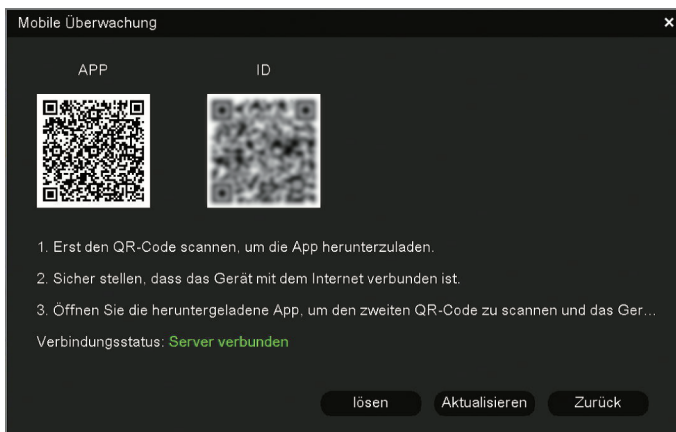 Mobile Überwachung
APP ID
1. Erst den QR-Code scannen, um die App herunterzuladen.
2. Sicher stellen, dass das Gerät mit dem Internet verbunden ist.
3. Öffnen Sie die heruntergeladene App, um den zweiten QR-Code zu scannen und das Ger...
Verbindungsstatus: Server verbunden
lösen Aktualisieren Zurück